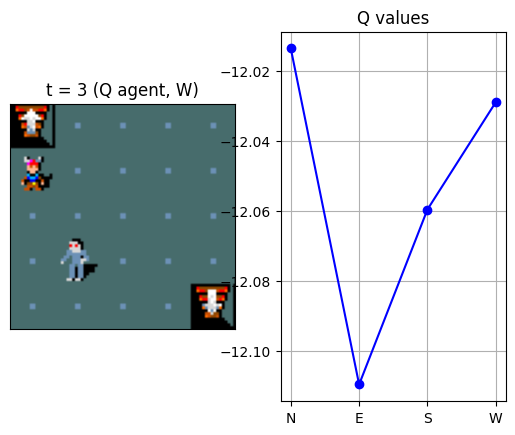 t = 3 (Q agent, W)
Q values
−12.02
−12.04
−12.06
−12.08
−12.10
N E S W